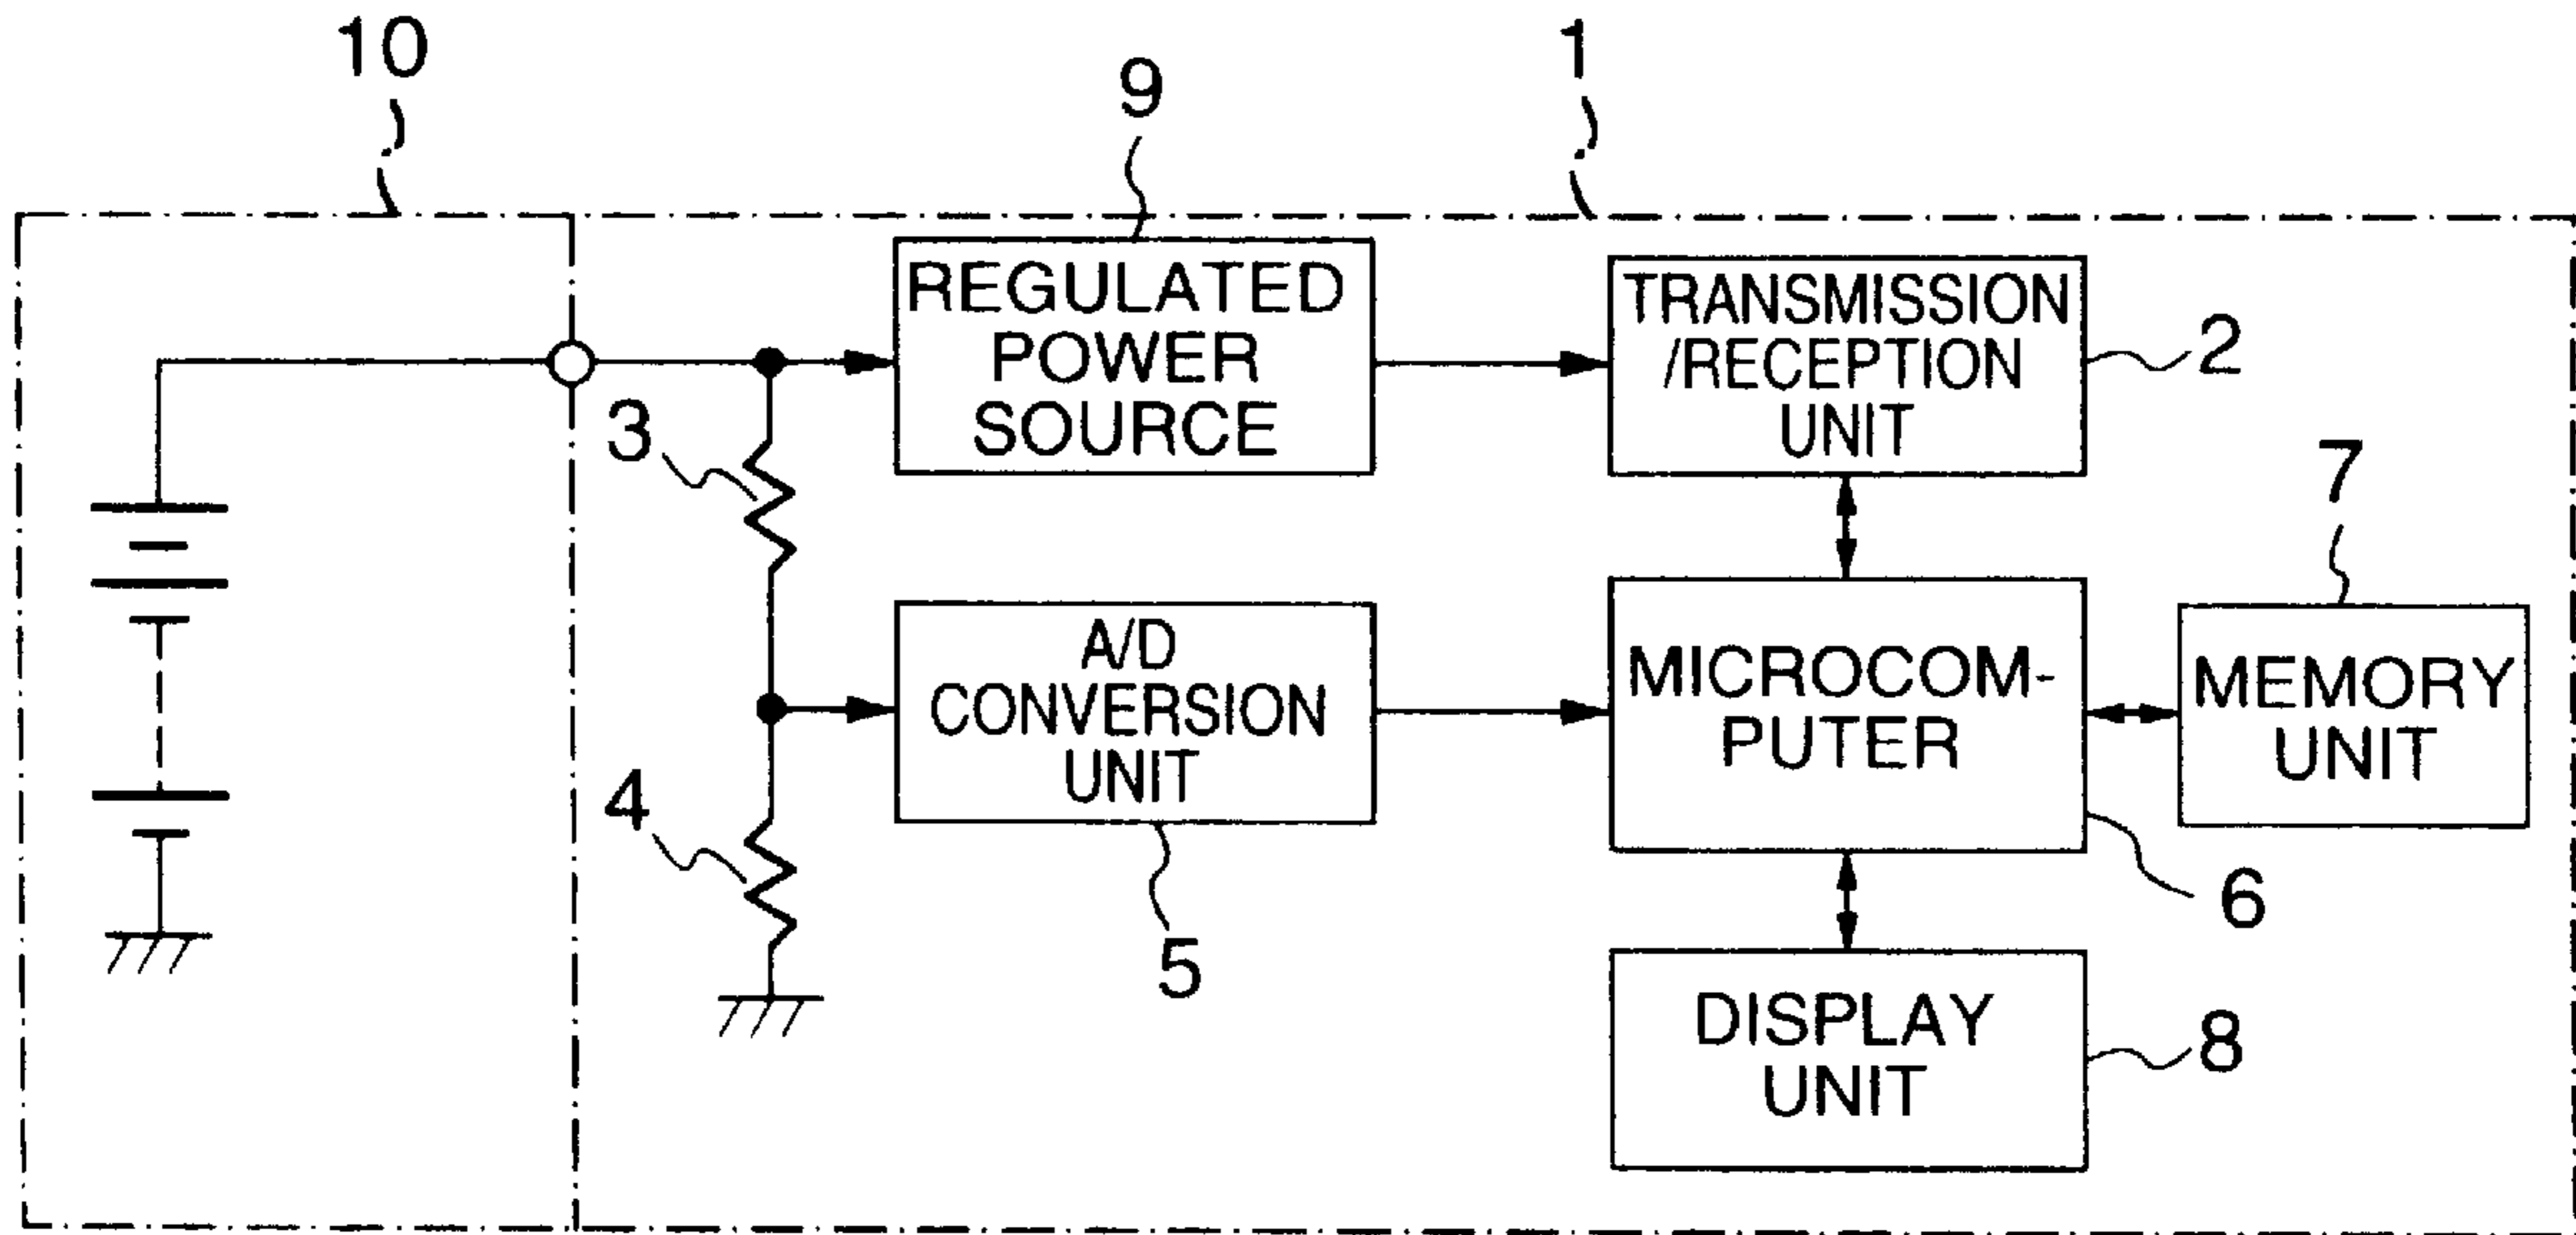 10
1
9
REGULATED
POWER
SOURCE
TRANSMISSION
/RECEPTION
UNIT
2
3
7
A/D
CONVERSION
UNIT
MICROCOM-
PUTER
MEMORY
UNIT
4
6
5
DISPLAY
UNIT
8